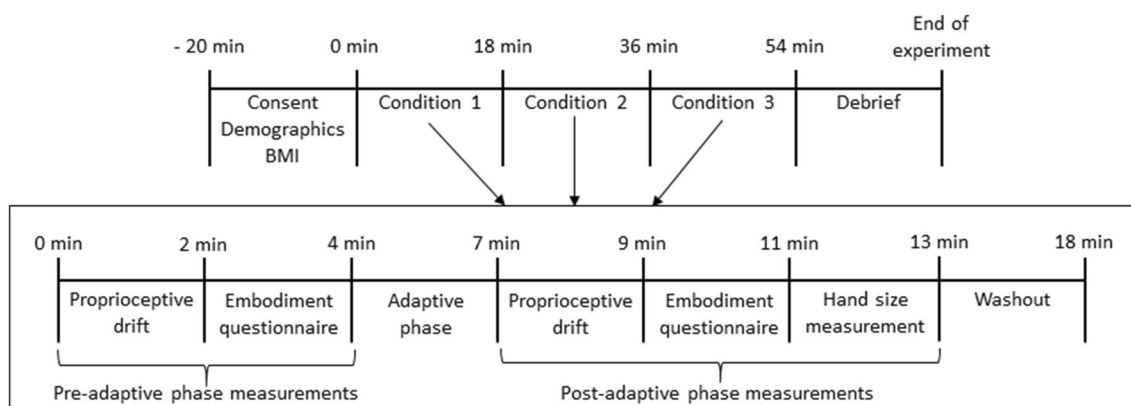 - 20 min 0 min 18 min 36 min 54 min End of experiment
Consent Demographics BMI
Condition 1
Condition 2
Condition 3
Debrief
0 min 2 min 4 min 7 min 9 min 11 min 13 min 18 min
Proprioceptive drift
Embodiment questionnaire
Adaptive phase
Proprioceptive drift
Embodiment questionnaire
Hand size measurement
Washout
Pre-adaptive phase measurements
Post-adaptive phase measurements